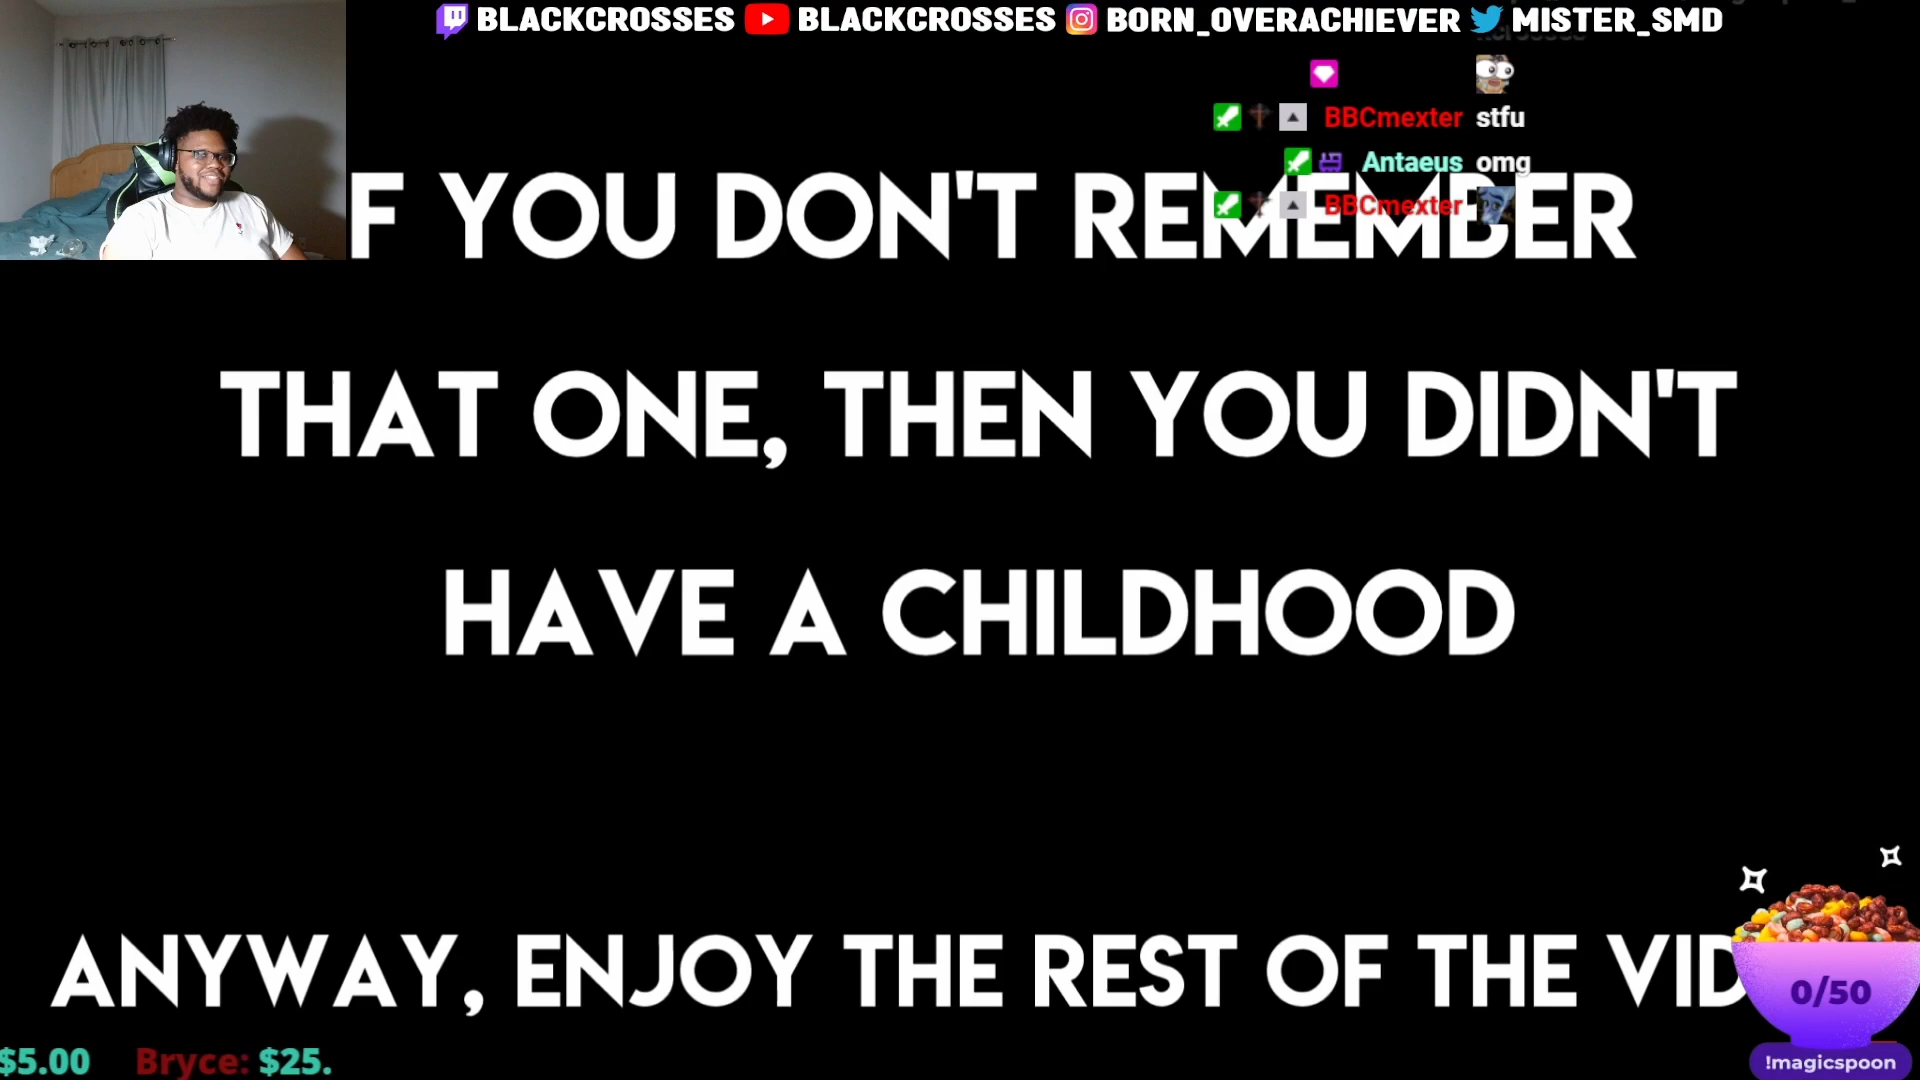 BLACKCROSSES BLACKCROSSES BORN_OVERACHIEVER MISTER_SMD
BBCmexter stfu
Antaeus omg
BBCmexter
F YOU DON'T REMEMBER
THAT ONE, THEN YOU DIDN'T
HAVE A CHILDHOOD
ANYWAY, ENJOY THE REST OF THE VID
0/50
!magicspoon
$5.00 Bryce: $25.